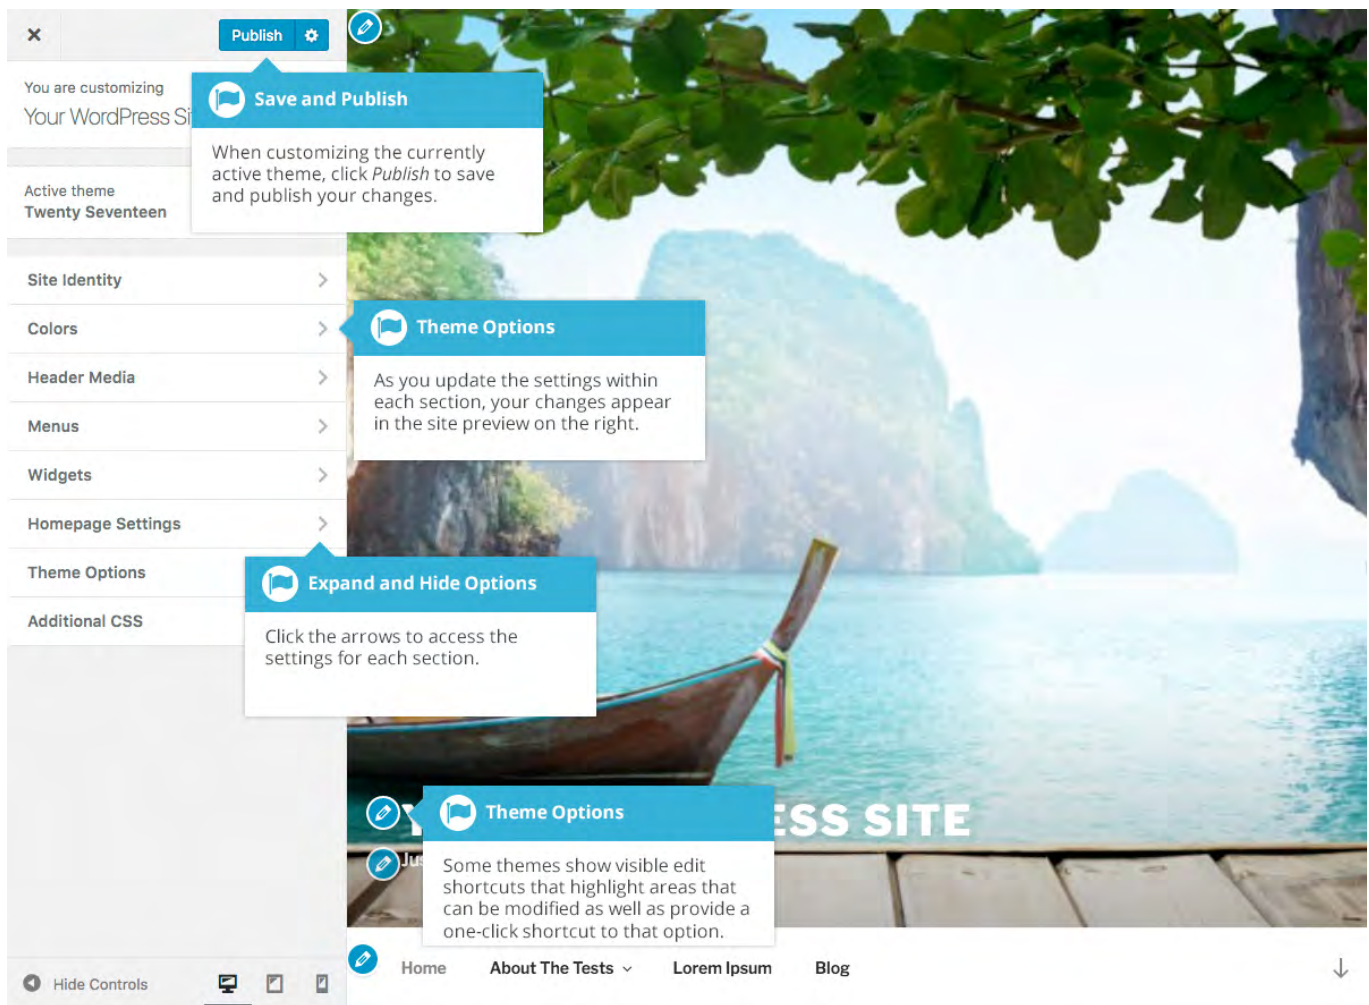 Publish
You are customizing
Your WordPress Si
Save and Publish
When customizing the currently
active theme, click Publish to save
and publish your changes.
Active theme
Twenty Seventeen
Site Identity
Colors
Header Media
Menus
Widgets
Homepage Settings
Theme Options
Additional CSS
Theme Options
As you update the settings within
each section, your changes appear
in the site preview on the right.
Expand and Hide Options
Click the arrows to access the
settings for each section.
Theme Options
Some themes show visible edit
shortcuts that highlight areas that
can be modified as well as provide a
one-click shortcut to that option.
ESS SITE
Jus
Hide Controls
Home About The Tests Lorem Ipsum Blog